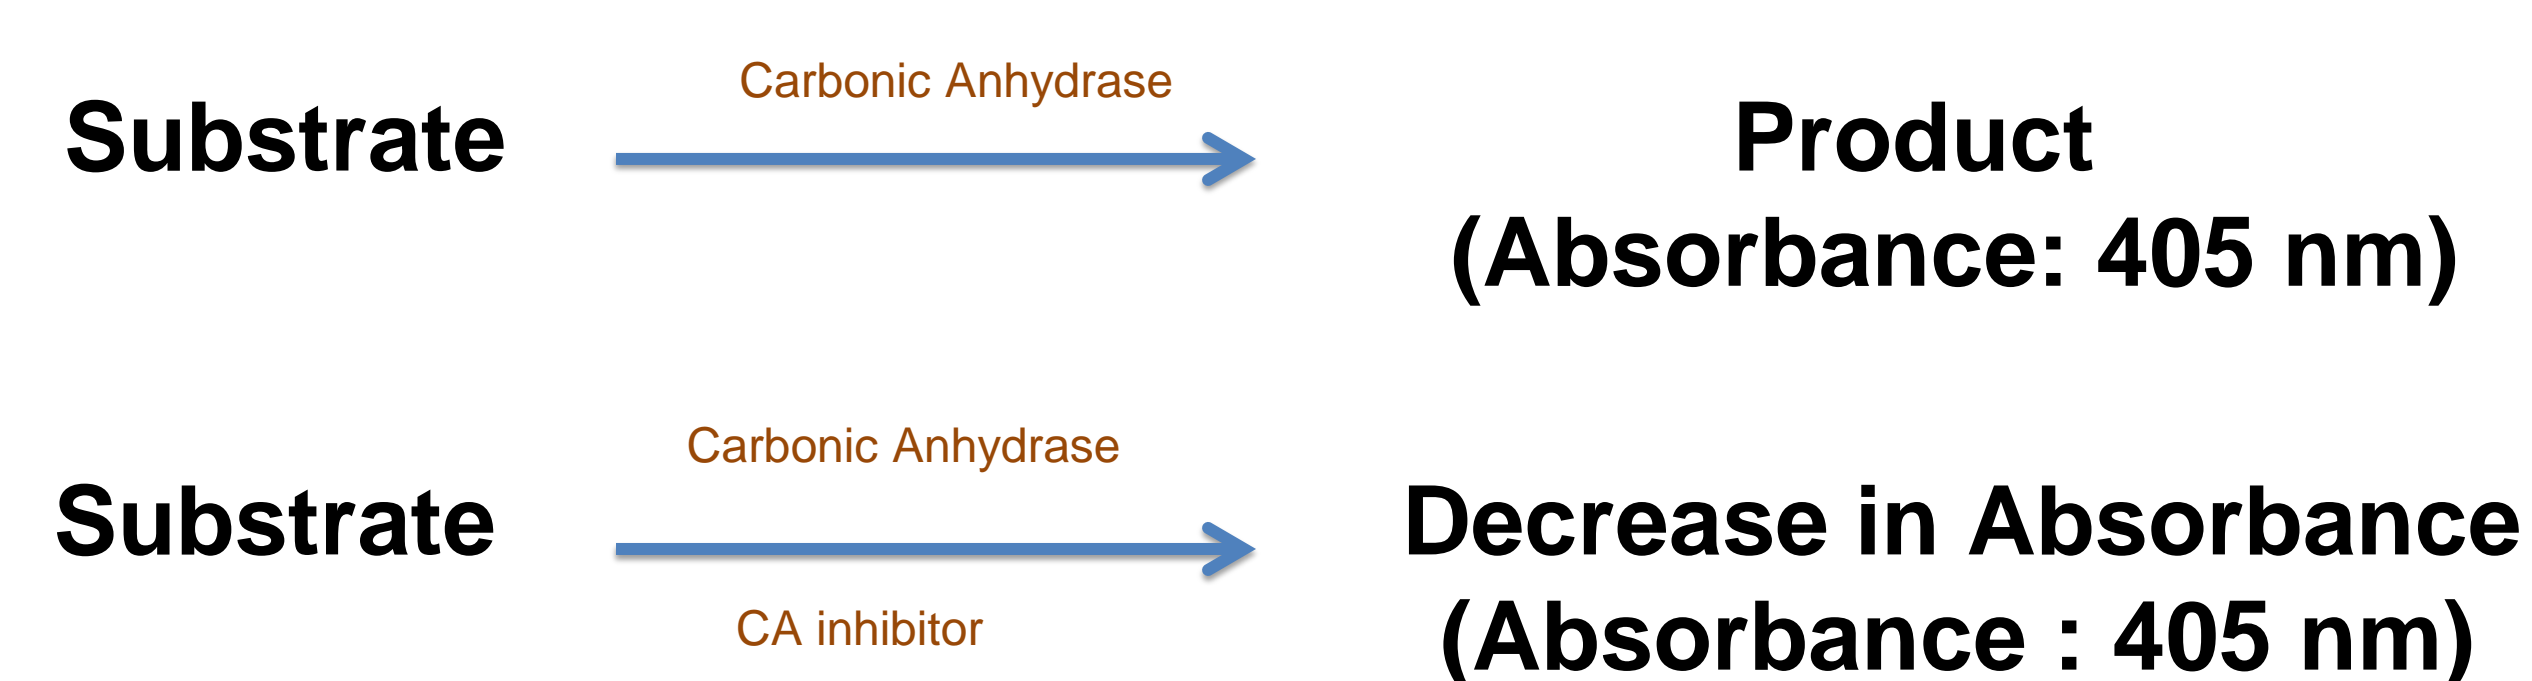 Carbonic Anhydrase
Substrate
Product
(Absorbance: 405 nm)
Carbonic Anhydrase
Substrate
Decrease in Absorbance
CA inhibitor
(Absorbance : 405 nm)